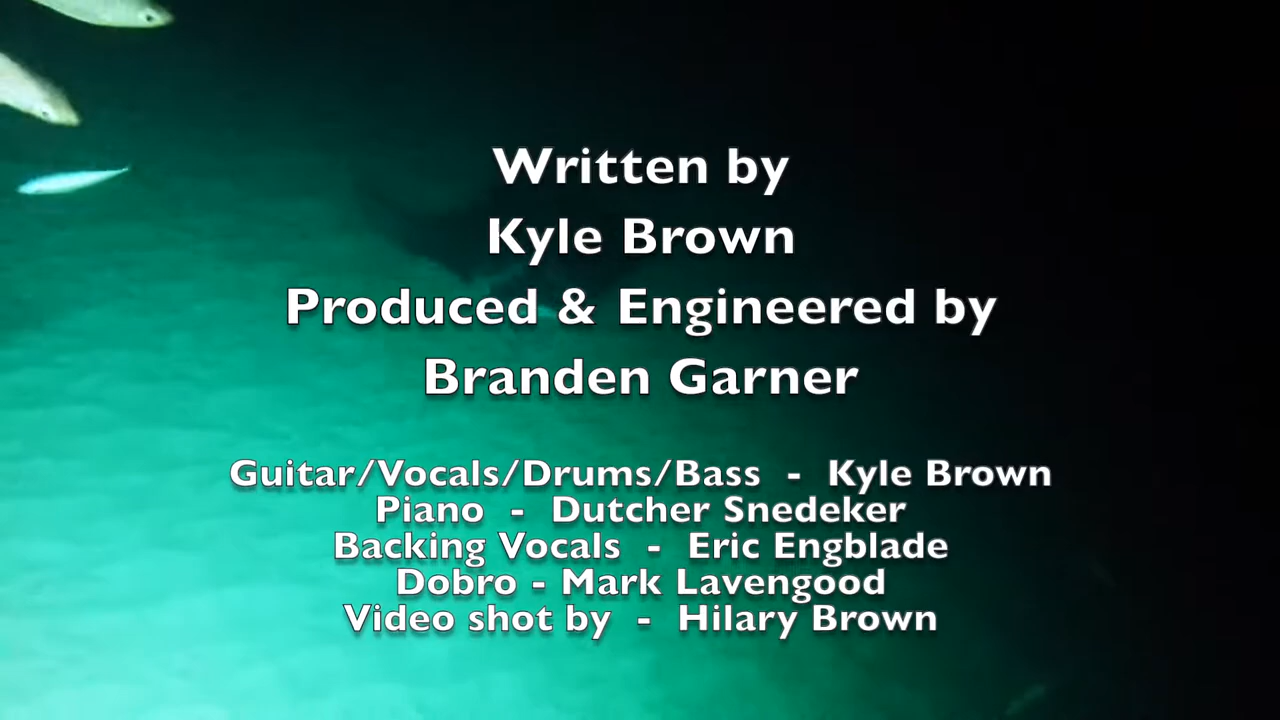 Written by
Kyle Brown
Produced & Engineered by
Branden Garner
Guitar/Vocals/Drums/Bass - Kyle Brown
Piano - Dutcher Snedeker
Backing Vocals - Eric Engblade
Dobro - Mark Lavengood
Video shot by - Hilary Brown